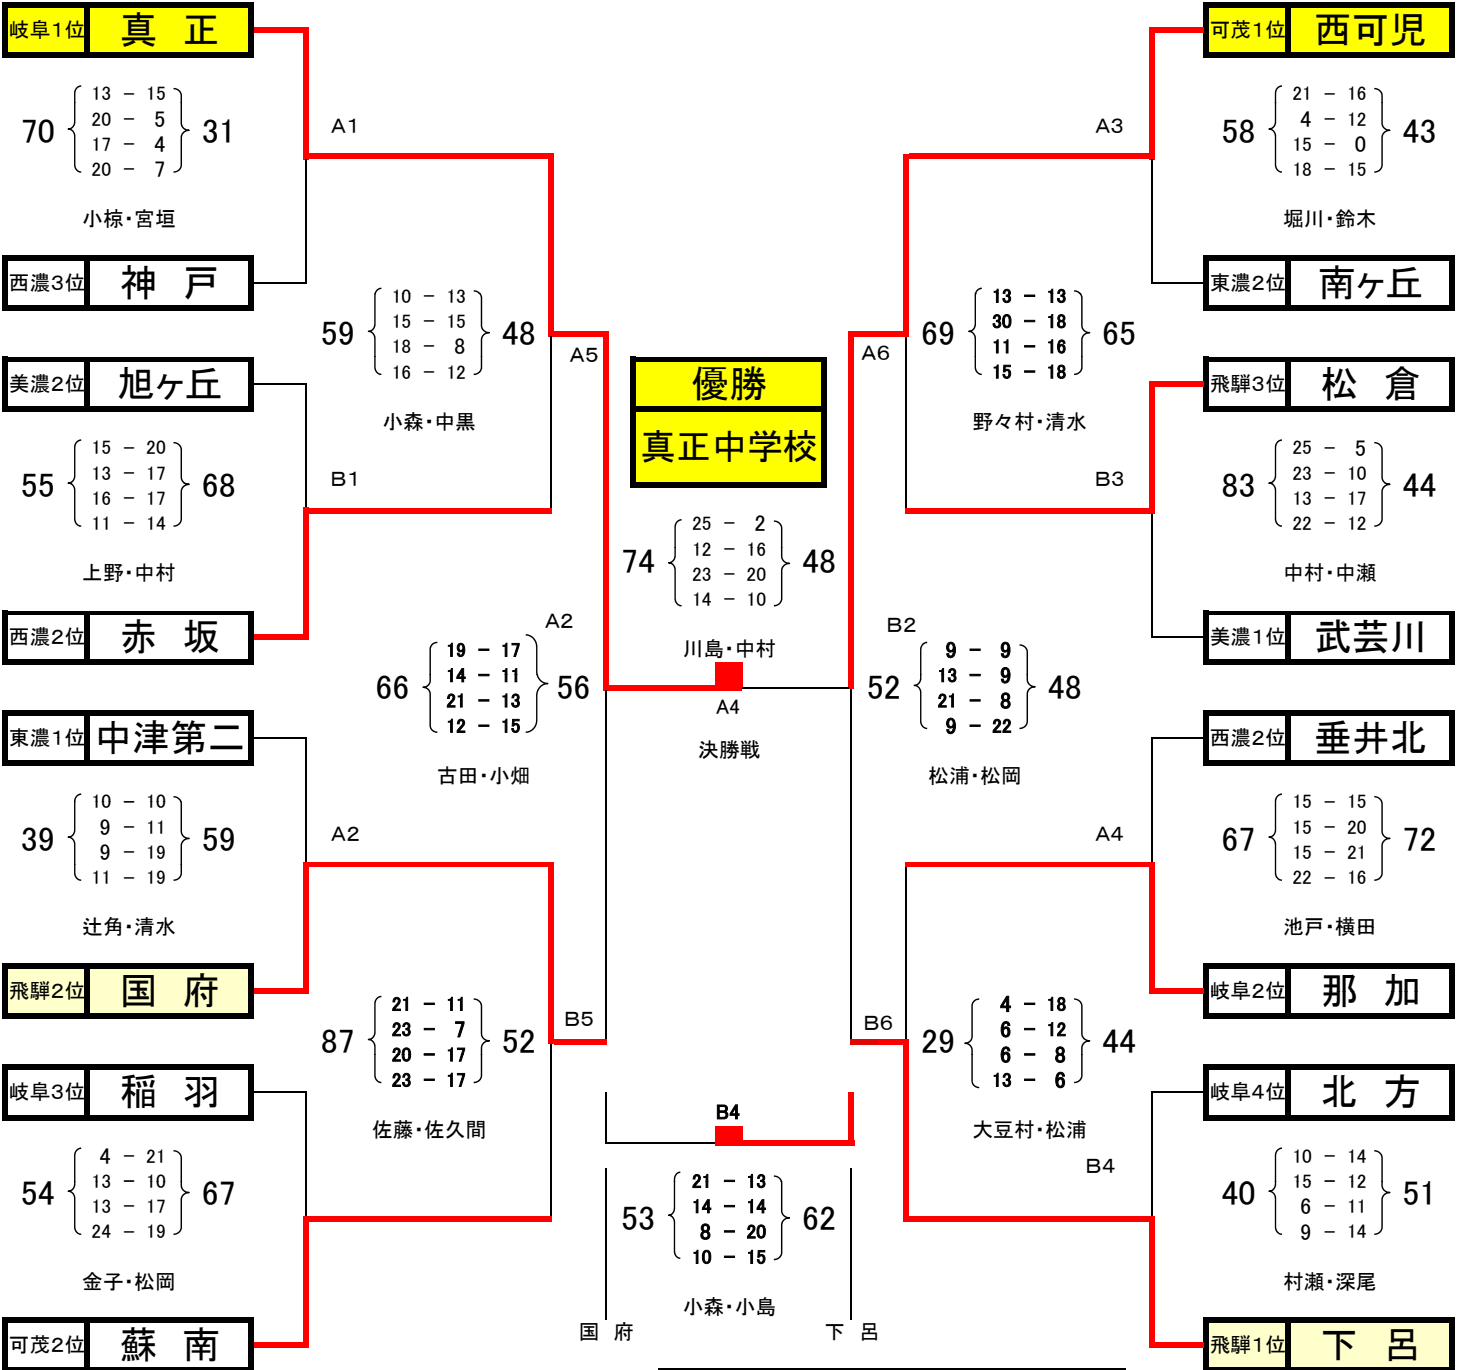 岐阜1位 真 正
70 13 - 15 31
20 - 5
17 - 4
20 - 7
小椋・宮垣
A1
西濃3位 神 戸
59 10 - 13 48
15 - 15
18 - 8
16 - 12
小森・中黒
A5
美濃2位 旭ヶ丘
55 15 - 20 68
13 - 17
16 - 17
11 - 14
上野・中村
B1
西濃2位 赤 坂
A2
66 19 - 17 56
14 - 11
21 - 13
12 - 15
古田・小畑
東濃1位 中津第二
39 10 - 10 59
9 - 11
9 - 19
11 - 19
辻角・清水
A2
飛騨2位 国 府
87 21 - 11 52
23 - 7
20 - 17
23 - 17
佐藤・佐久間
B5
岐阜3位 稲 羽
54 4 - 21 67
13 - 10
13 - 17
24 - 19
金子・松岡
可茂2位 蘇 南
優勝
真正中学校
74 25 - 2 48
12 - 16
23 - 20
14 - 10
川島・中村
A4
決勝戦
B4
53 21 - 13 62
14 - 14
8 - 20
10 - 15
小森・小島
国 府
下 呂
可茂1位 西可児
A3
58 21 - 16 43
4 - 12
15 - 0
18 - 15
堀川・鈴木
東濃2位 南ヶ丘
A6
69 13 - 13 65
30 - 18
11 - 16
15 - 18
野々村・清水
飛騨3位 松 倉
B3
83 25 - 5 44
23 - 10
13 - 17
22 - 12
中村・中瀬
美濃1位 武芸川
B2
52 9 - 9 48
13 - 9
21 - 8
9 - 22
松浦・松岡
西濃2位 垂井北
A4
67 15 - 15 72
15 - 20
15 - 21
22 - 16
池戸・横田
岐阜2位 那 加
B6
29 4 - 18 44
6 - 12
6 - 8
13 - 6
大豆村・松浦
岐阜4位 北 方
B4
40 10 - 14 51
15 - 12
6 - 11
9 - 14
村瀬・深尾
飛騨1位 下 呂